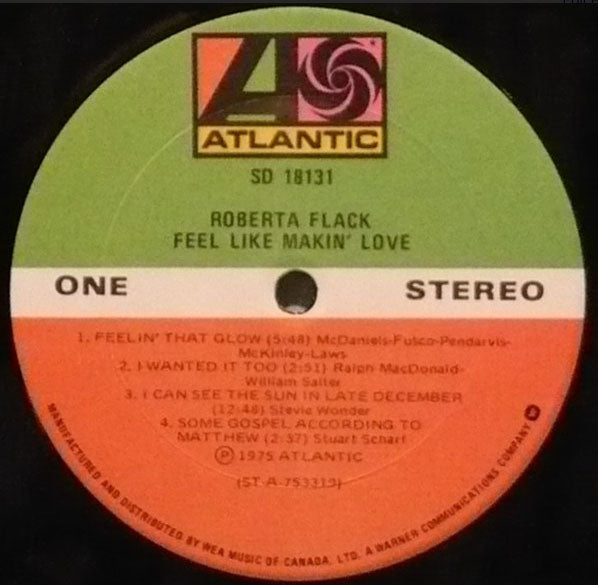 ATLANTIC
SD 18131
ROBERTA FLACK
FEEL LIKE MAKIN' LOVE
ONE
STEREO
1. FEELIN' THAT GLOW (5:48) McDaniels-Fusco-Pendarvis-
McKinley-Laws
2. I WANTED IT TOO (2:51) Ralph MacDonald-
William Salter
3. I CAN SEE THE SUN IN LATE DECEMBER
(12:48) Stevie Wonder
4. SOME GOSPEL ACCORDING TO
MATTHEW (2:37) Stuart Scharf
Ⓟ 1975 ATLANTIC
(ST-A-753313)
MANUFACTURED AND DISTRIBUTED BY WEA MUSIC OF CANADA, LTD. A WARNER COMMUNICATIONS COMPANY